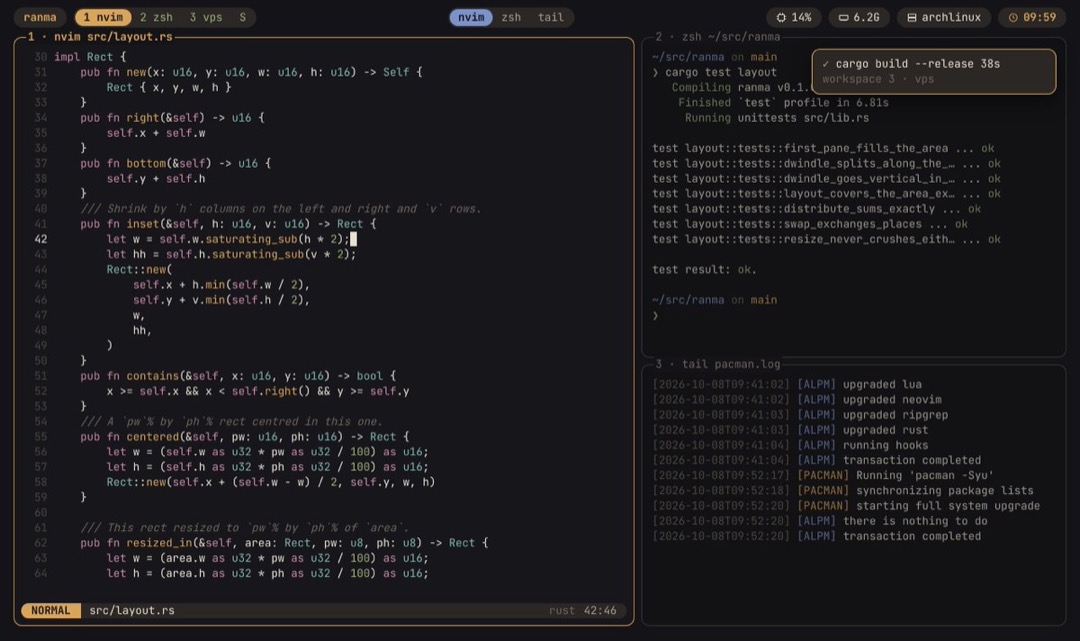 ranma 1 nvim 2 zsh 3 vps S nvim zsh tail 14% 6.2G archlinux 09:59
1 · nvim src/layout.rs
30 impl Rect {
31 pub fn new(x: u16, y: u16, w: u16, h: u16) -> Self {
32 Rect { x, y, w, h }
33 }
34 pub fn right(&self) -> u16 {
35 self.x + self.w
36 }
37 pub fn bottom(&self) -> u16 {
38 self.y + self.h
39 }
40 /// Shrink by `h` columns on the left and right and `v` rows.
41 pub fn inset(&self, h: u16, v: u16) -> Rect {
42 let w = self.w.saturating_sub(h * 2);
43 let hh = self.h.saturating_sub(v * 2);
44 Rect::new(
45 self.x + h.min(self.w / 2),
46 self.y + v.min(self.h / 2),
47 w,
48 hh,
49 )
50 }
51 pub fn contains(&self, x: u16, y: u16) -> bool {
52 x >= self.x && x < self.right() && y >= self.y
53 }
54 /// A `pw`% by `ph`% rect centred in this one.
55 pub fn centered(&self, pw: u16, ph: u16) -> Rect {
56 let w = (self.w as u32 * pw as u32 / 100) as u16;
57 let h = (self.h as u32 * ph as u32 / 100) as u16;
58 Rect::new(self.x + (self.w - w) / 2, self.y, w, h)
59 }
60
61 /// This rect resized to `pw`% by `ph`% of `area`.
62 pub fn resized_in(&self, area: Rect, pw: u8, ph: u8) -> Rect {
63 let w = (area.w as u32 * pw as u32 / 100) as u16;
64 let h = (area.h as u32 * ph as u32 / 100) as u16;
NORMAL src/layout.rs rust 42:46
2 · zsh ~/src/ranma
~/src/ranma on main
❯ cargo test layout
Compiling ranma v0.1.
Finished `test` profile in 6.81s
Running unittests src/lib.rs
test layout::tests::first_pane_fills_the_area ... ok
test layout::tests::dwindle_splits_along_the_… ... ok
test layout::tests::dwindle_goes_vertical_in_… ... ok
test layout::tests::layout_covers_the_area_ex… ... ok
test layout::tests::distribute_sums_exactly ... ok
test layout::tests::swap_exchanges_places ... ok
test layout::tests::resize_never_crushes_eith… ... ok
test result: ok.
~/src/ranma on main
❯
✓ cargo build --release 38s
workspace 3 · vps
3 · tail pacman.log
[2026-10-08T09:41:02] [ALPM] upgraded lua
[2026-10-08T09:41:02] [ALPM] upgraded neovim
[2026-10-08T09:41:03] [ALPM] upgraded ripgrep
[2026-10-08T09:41:03] [ALPM] upgraded rust
[2026-10-08T09:41:04] [ALPM] running hooks
[2026-10-08T09:41:04] [ALPM] transaction completed
[2026-10-08T09:52:17] [PACMAN] Running 'pacman -Syu'
[2026-10-08T09:52:18] [PACMAN] synchronizing package lists
[2026-10-08T09:52:20] [PACMAN] starting full system upgrade
[2026-10-08T09:52:20] [ALPM] there is nothing to do
[2026-10-08T09:52:20] [ALPM] transaction completed